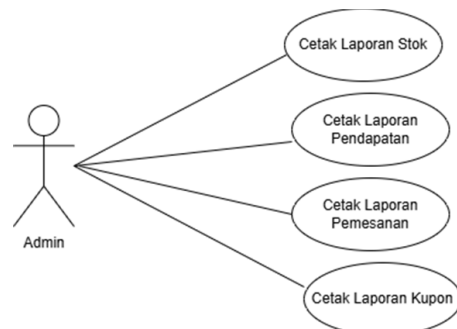 Cetak Laporan Stok
Cetak Laporan
Pendapatan
Cetak Laporan
Pemesanan
Admin
Cetak Laporan Kupon